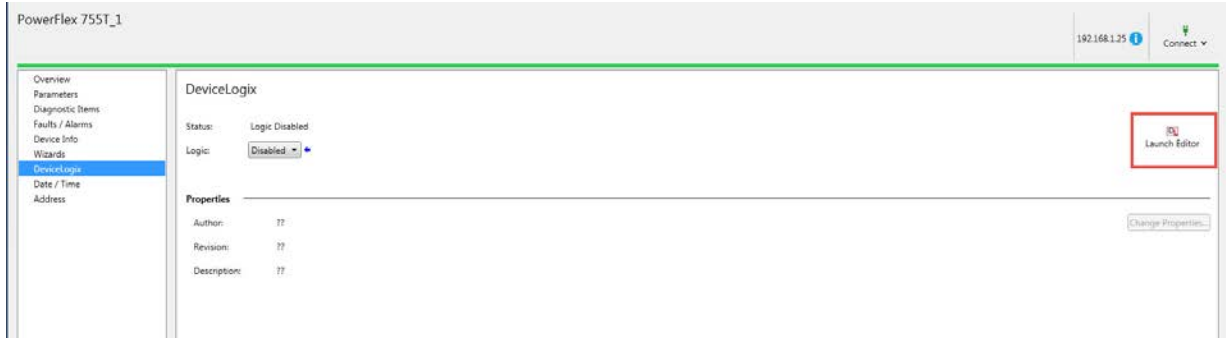 PowerFlex 755T_1
192.168.1.25
Connect
Overview
Parameters
Diagnostic Items
Faults / Alarms
Device Info
Wizards
DeviceLogix
Date / Time
Address
DeviceLogix
Status: Logic Disabled
Logic: Disabled
Launch Editor
Properties
Author: ??
Change Properties...
Revision: ??
Description: ??